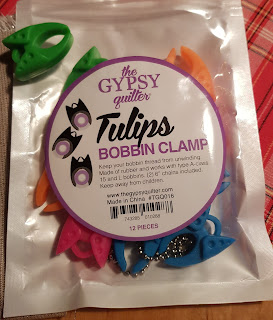 the
GYPSY
quilter
Tulips
BOBBIN CLAMP
Keep your bobbin thread from unwinding.
Made of rubber and works with type A class
15 and L bobbins. (2) 6" chains included.
Keep away from children.
www.thegypsyquilter.com
Made in China #TGQ018
12 PIECES